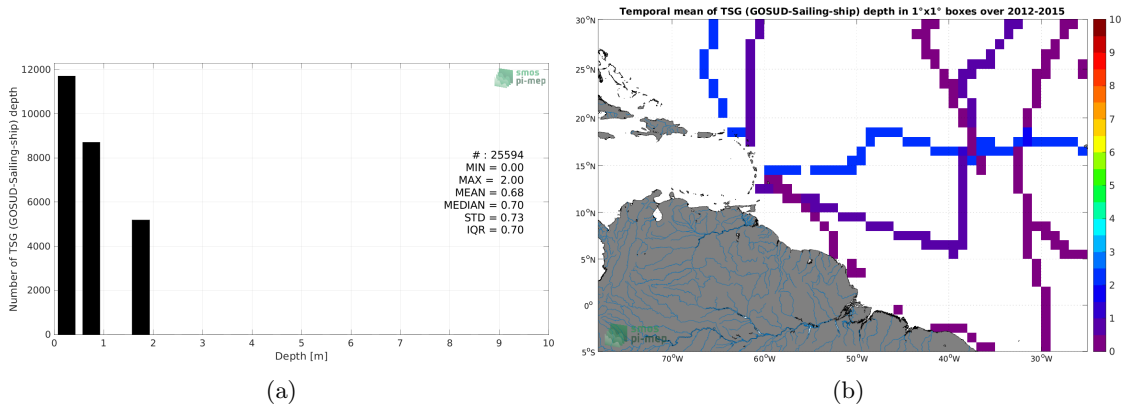 smos
pi-mep
12000
10000
8000
6000
4000
2000
0
Number of TSG (GOSUD-Sailing-ship) depth
# : 25594
MIN = 0.00
MAX = 2.00
MEAN = 0.68
MEDIAN = 0.70
STD = 0.73
IQR = 0.70
0 1 2 3 4 5 6 7 8 9 10
Depth [m]
(a)
Temporal mean of TSG (GOSUD-Sailing-ship) depth in 1°x1° boxes over 2012-2015
30°N
25°N
20°N
15°N
10°N
5°N
0°
5°S
70°W 60°W 50°W 40°W 30°W
smos
pi-mep
10
9
8
7
6
5
4
3
2
1
0
(b)